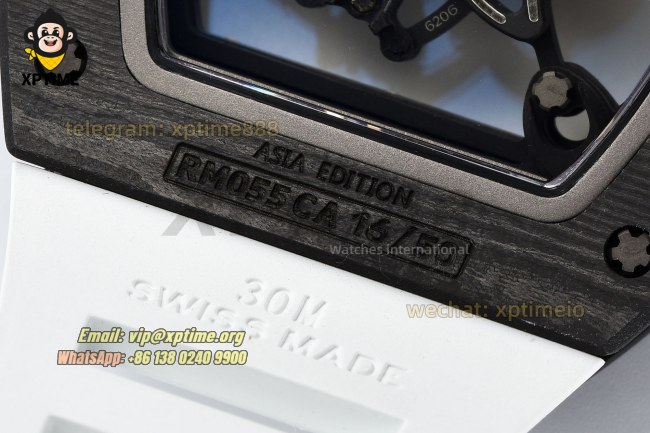 6206
XPTIME
telegram: xptime888
ASIA EDITION
RM055 CA 16/
Watches international
30M
SWISS MADE
wechat: xptimeio
Email: vip@xptime.org
WhatsApp: +86 138 0240 9900